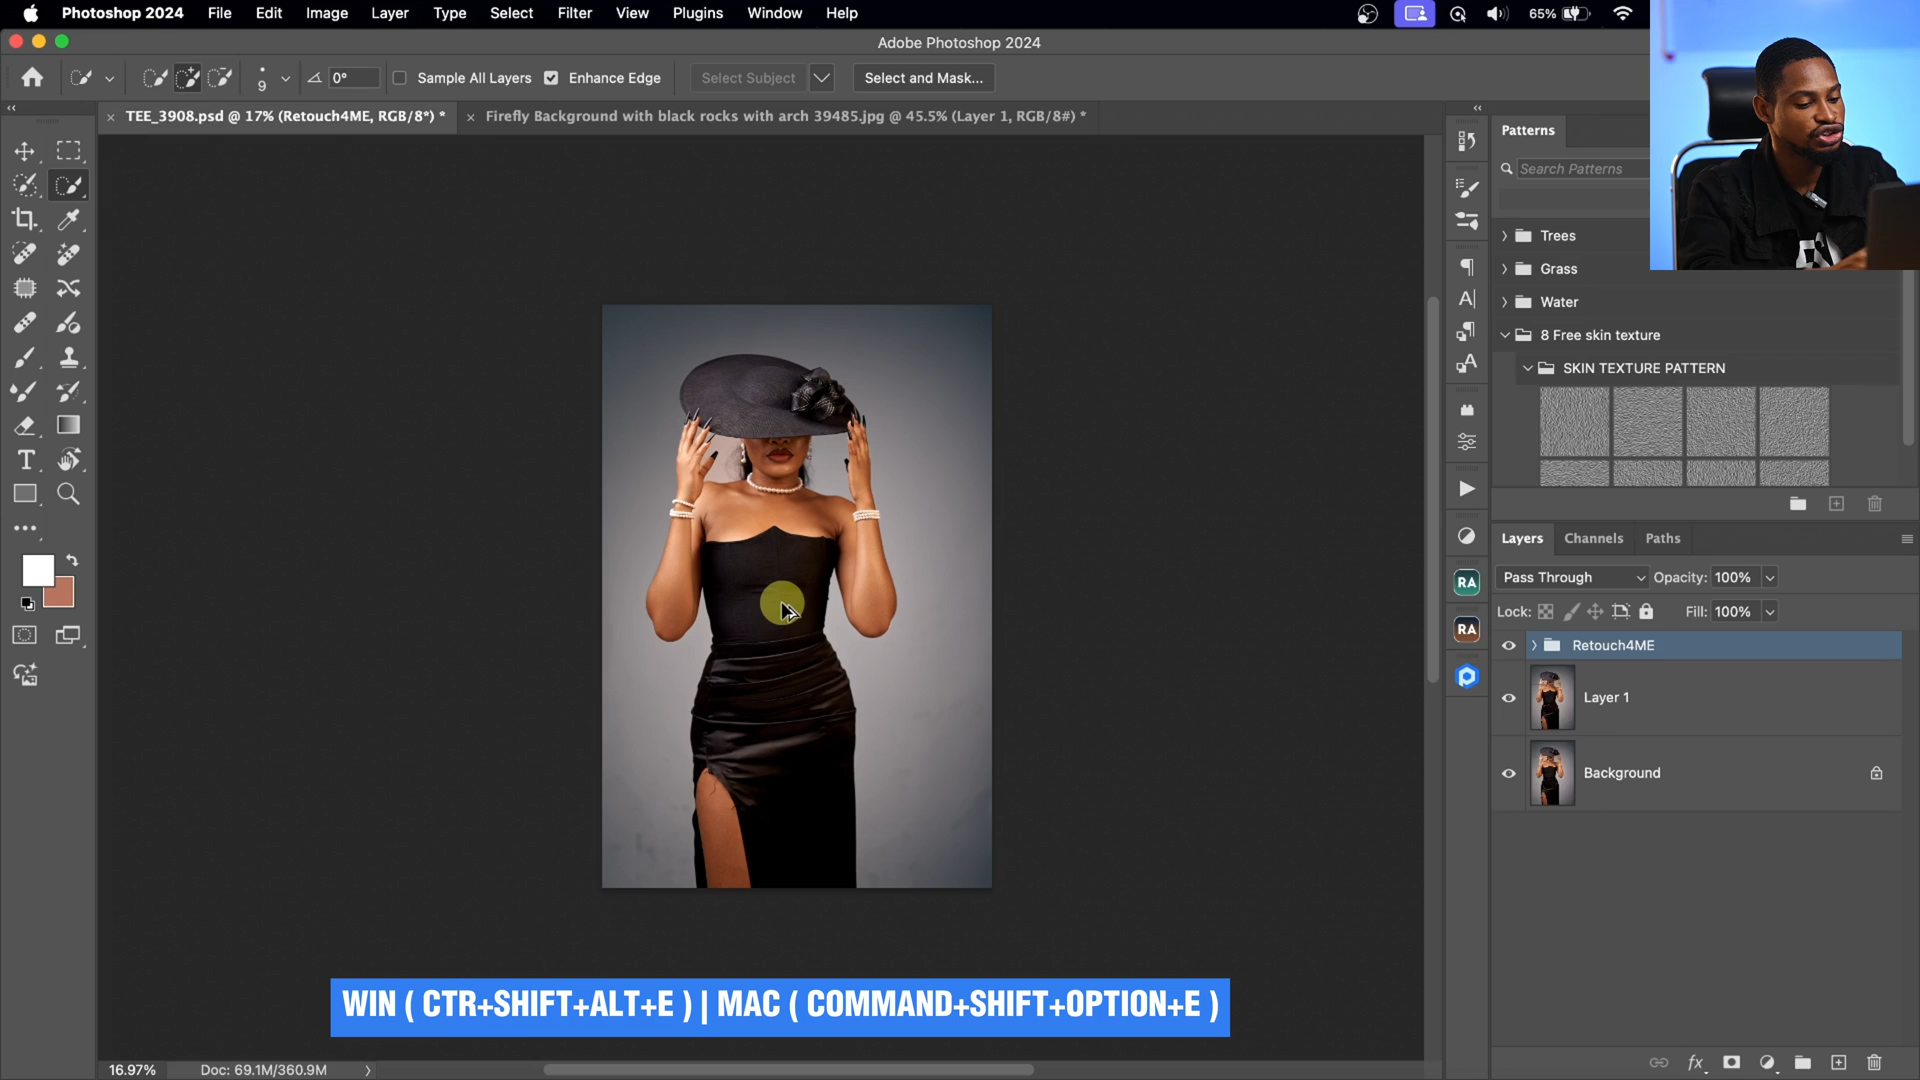 Photoshop 2024 File Edit Image Layer Type Select Filter View Plugins Window Help 65%
Adobe Photoshop 2024
9 0° Sample All Layers Enhance Edge Select Subject Select and Mask...
TEE_3908.psd @ 17% (Retouch4ME, RGB/8*) *
Firefly Background with black rocks with arch 39485.jpg @ 45.5% (Layer 1, RGB/8#) *
Patterns
Search Patterns
Trees
Grass
Water
8 Free skin texture
SKIN TEXTURE PATTERN
Layers Channels Paths
Pass Through Opacity: 100%
Lock: Fill: 100%
RA
RA
Retouch4ME
Layer 1
Background
WIN ( CTR+SHIFT+ALT+E ) | MAC ( COMMAND+SHIFT+OPTION+E )
16.97% Doc: 69.1M/360.9M